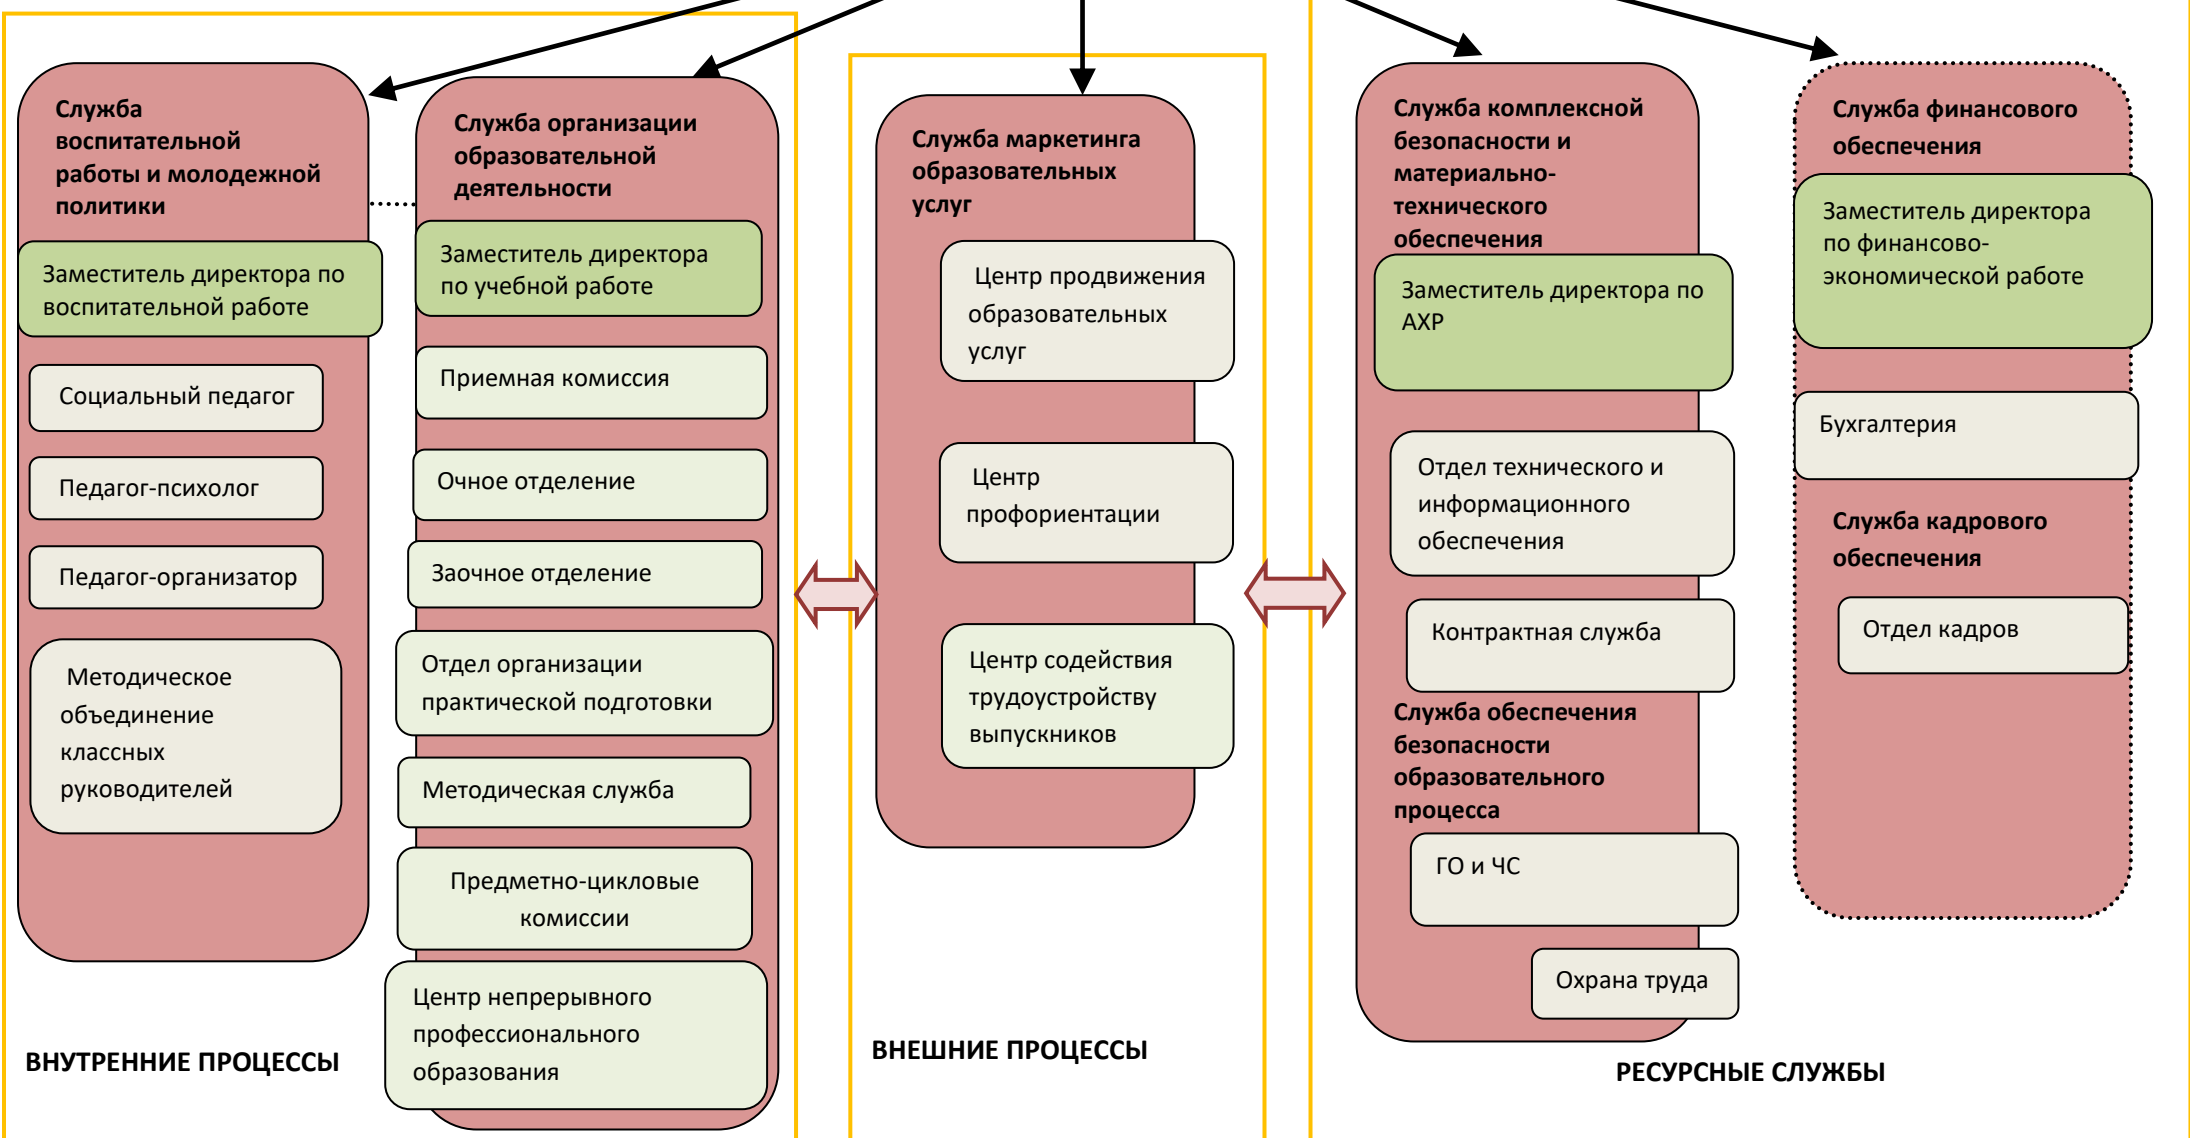 Служба
воспитательной
работы и молодежной
политики
Заместитель директора по
воспитательной работе
Социальный педагог
Педагог-психолог
Педагог-организатор
Методическое
объединение
классных
руководителей
Служба организации
образовательной
деятельности
Заместитель директора
по учебной работе
Приемная комиссия
Очное отделение
Заочное отделение
Отдел организации
практической подготовки
Методическая служба
Предметно-цикловые
комиссии
Центр непрерывного
профессионального
образования
ВНУТРЕННИЕ ПРОЦЕССЫ
Служба маркетинга
образовательных
услуг
Центр продвижения
образовательных
услуг
Центр
профориентации
Центр содействия
трудоустройству
выпускников
ВНЕШНИЕ ПРОЦЕССЫ
Служба комплексной
безопасности и
материально-
технического
обеспечения
Заместитель директора по
АХР
Отдел технического и
информационного
обеспечения
Контрактная служба
Служба обеспечения
безопасности
образовательного
процесса
ГО и ЧС
Охрана труда
Служба финансового
обеспечения
Заместитель директора
по финансово-
экономической работе
Бухгалтерия
Служба кадрового
обеспечения
Отдел кадров
РЕСУРСНЫЕ СЛУЖБЫ